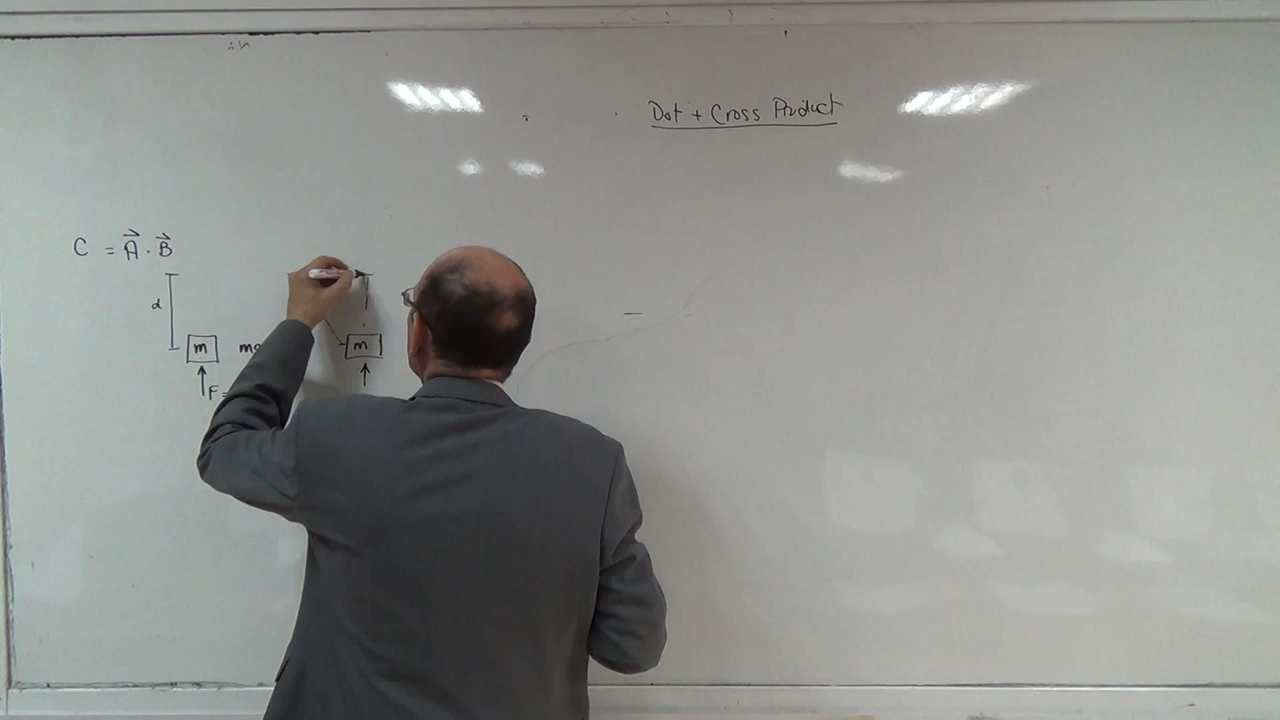 Dot + Cross Product
C = A⃗ · B⃗
d
m
m
F =